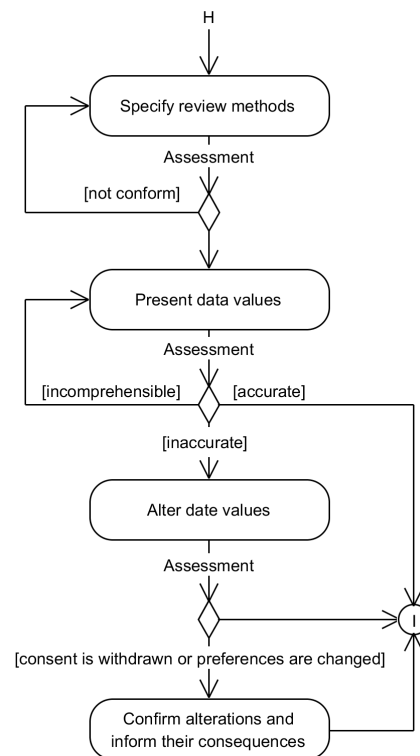 H
Specify review methods
Assessment
[not conform]
Present data values
Assessment
[incomprehensible] [accurate]
[inaccurate]
Alter date values
Assessment
I
[consent is withdrawn or preferences are changed]
Confirm alterations and
inform their consequences